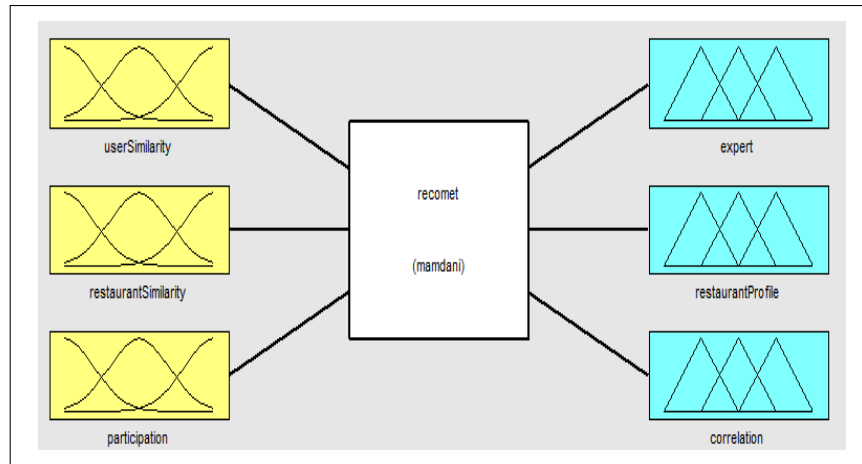 userSimilarity
expert
recomet
(mamdani)
restaurantSimilarity
restaurantProfile
participation
correlation